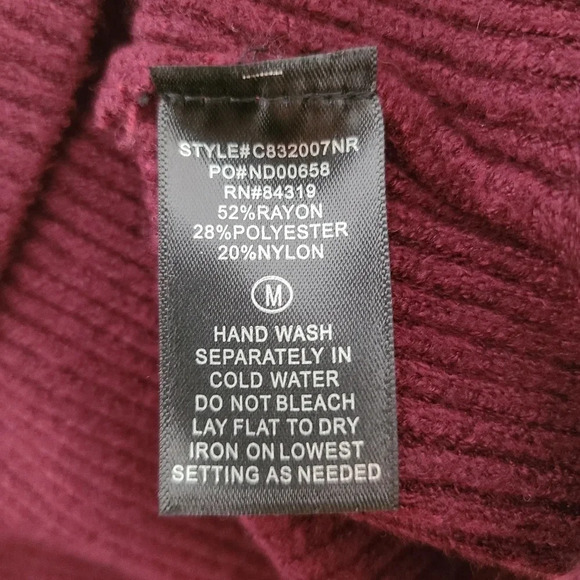 STYLE#C832007NR
PO#ND00658
RN#84319
52%RAYON
28%POLYESTER
20%NYLON
M
HAND WASH
SEPARATELY IN
COLD WATER
DO NOT BLEACH
LAY FLAT TO DRY
IRON ON LOWEST
SETTING AS NEEDED